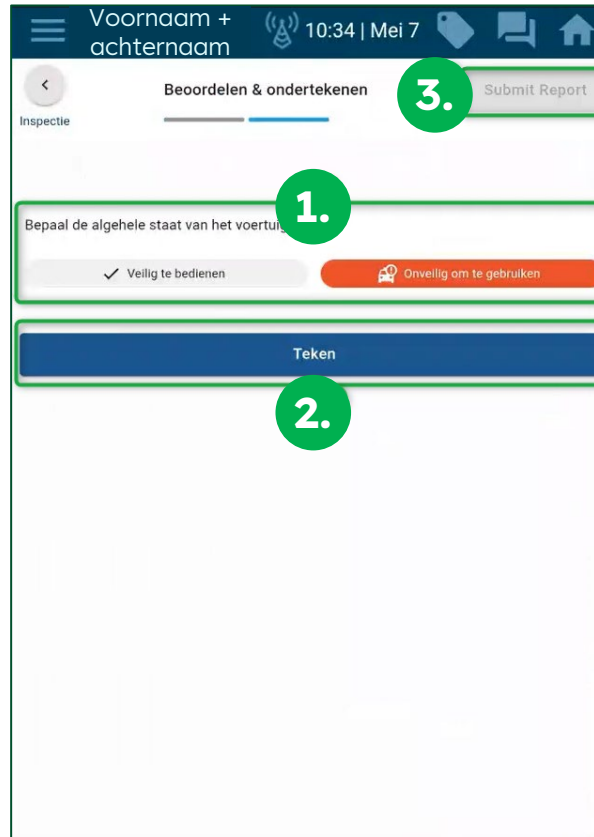 Voornaam +
achternaam
10:34 | Mei 7
Beoordelen & ondertekenen
3.
Submit Report
Inspectie
1.
Bepaal de algehele staat van het
Veilig te bedienen
Onveilig om te gebruiken
Teken
2.